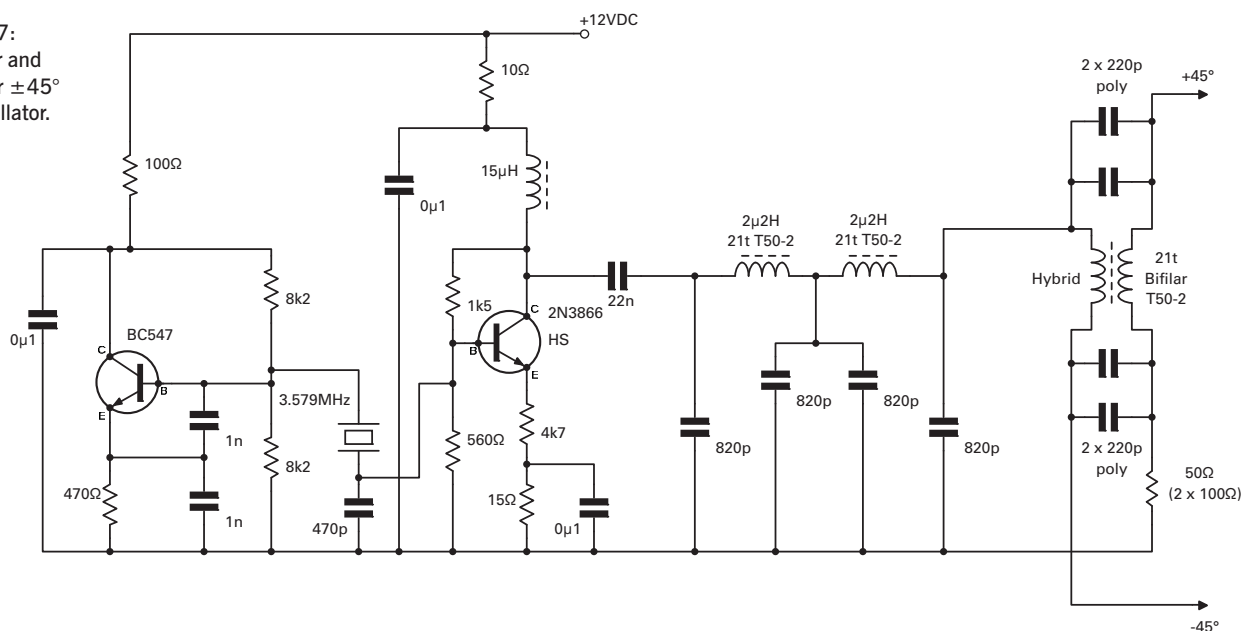 7:
r and
r ±45°
llator.
+12VDC
10Ω
100Ω
15µH
0µ1
2 x 220p
poly
+45°
2µ2H
21t T50-2
2µ2H
21t T50-2
Hybrid
21t
Bifilar
T50-2
8k2
1k5
22n
2N3866
HS
C
B
E
0µ1
BC547
C
B
E
3.579MHz
1n
8k2
560Ω
4k7
820p
820p
820p
820p
2 x 220p
poly
470Ω
1n
470p
15Ω
0µ1
50Ω
(2 x 100Ω)
-45°